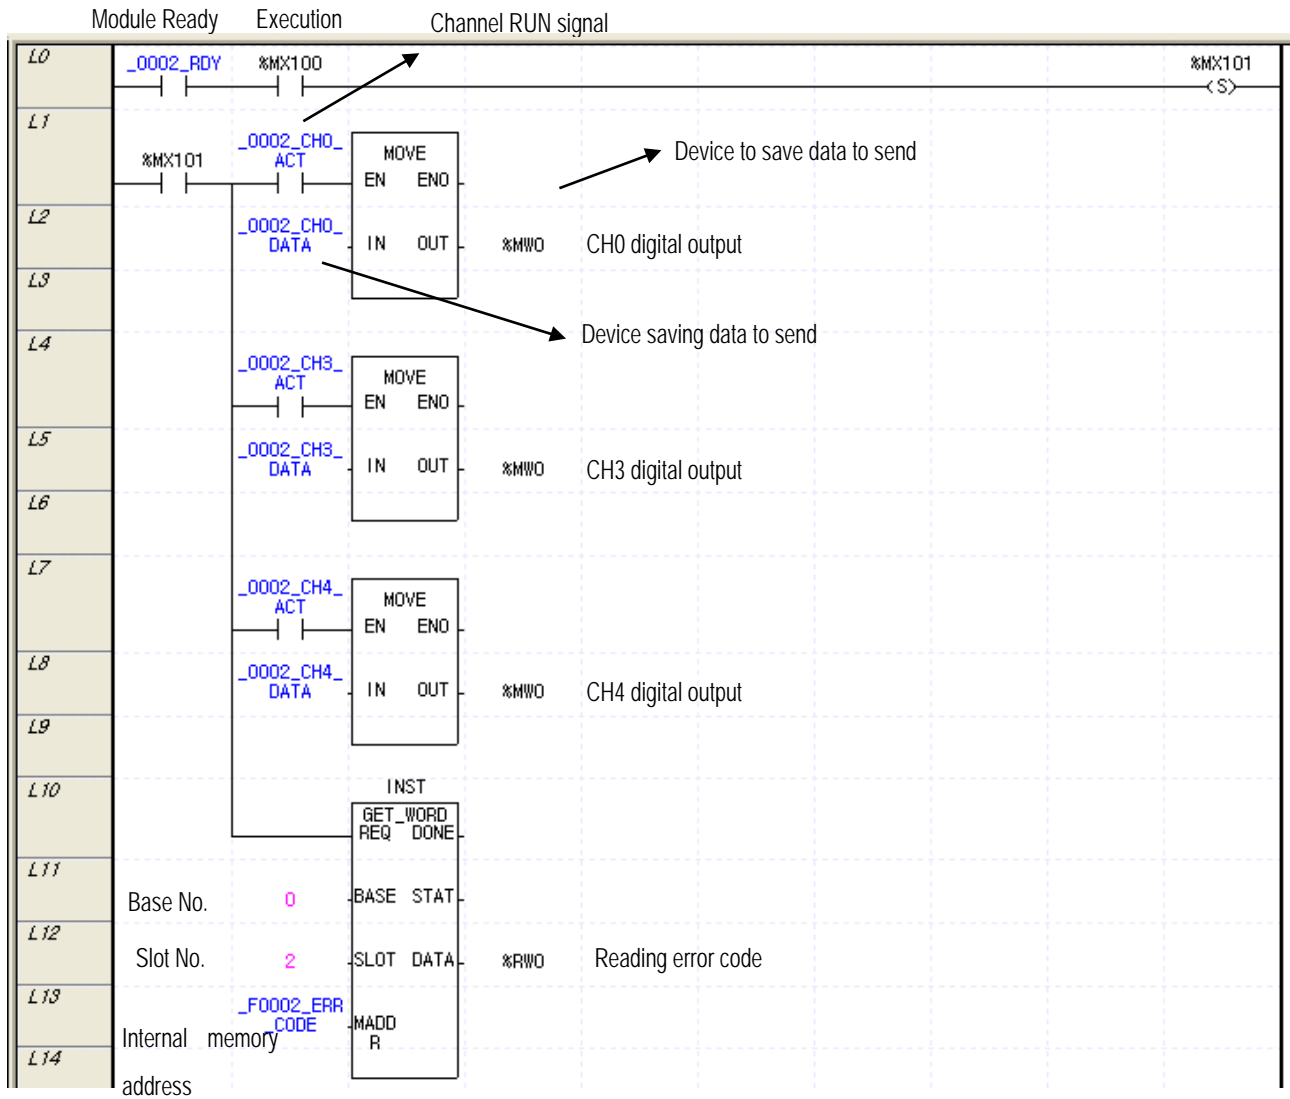 Module Ready Execution Channel RUN signal
L0 _0002_RDY %MX100 %MX101
(S)
L1 _0002_CH0_
ACT
%MX101 MOVE Device to save data to send
EN ENO
L2 _0002_CH0_
DATA IN OUT %MW0 CH0 digital output
L3
Device saving data to send
L4 _0002_CH3_
ACT MOVE
EN ENO
L5 _0002_CH3_
DATA IN OUT %MW0 CH3 digital output
L6
L7 _0002_CH4_
ACT MOVE
EN ENO
L8 _0002_CH4_
DATA IN OUT %MW0 CH4 digital output
L9
L10 INST
GET_WORD
REQ DONE
L11
Base No. 0 BASE STAT
L12
Slot No. 2 SLOT DATA %RW0 Reading error code
L13 _F0002_ERR
_CODE MADD
R
Internal memory
L14
address